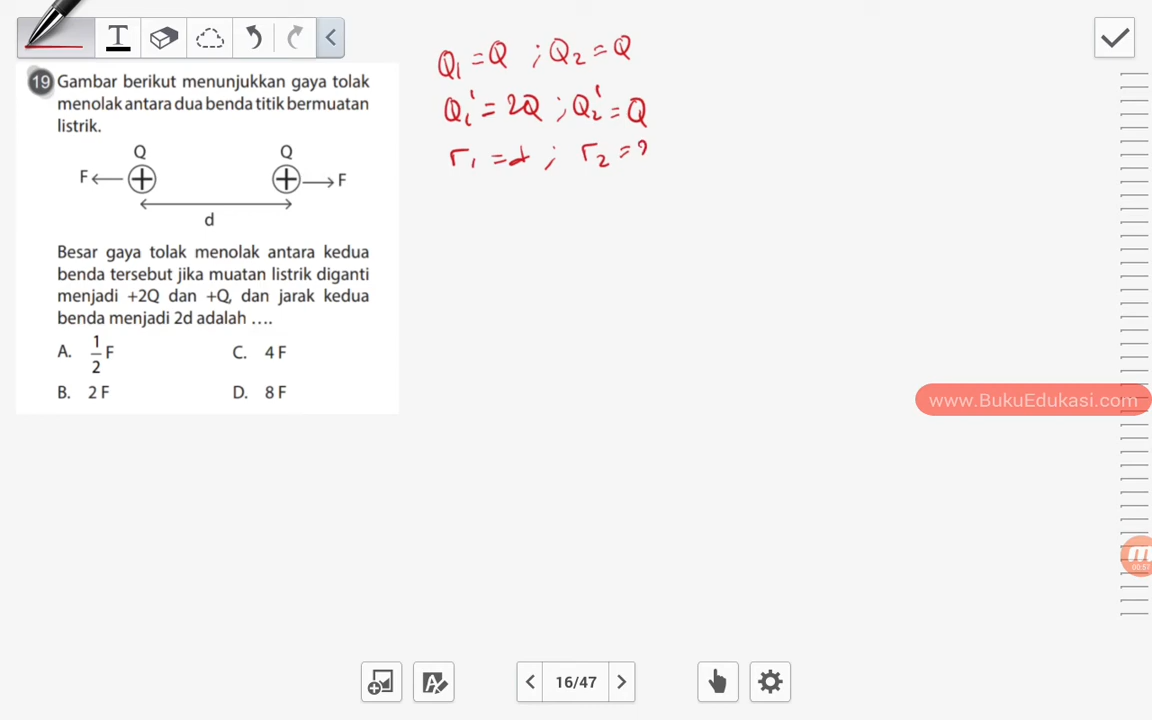 T
Q₁ = Q ; Q₂ = Q
Q₁' = 2Q ; Q₂' = Q
r₁ = d ; r₂ =
19 Gambar berikut menunjukkan gaya tolak
menolak antara dua benda titik bermuatan
listrik.
Q Q
F + + F
d
Besar gaya tolak menolak antara kedua
benda tersebut jika muatan listrik diganti
menjadi +2Q dan +Q, dan jarak kedua
benda menjadi 2d adalah ....
A. 1/2 F C. 4 F
B. 2 F D. 8 F
www.BukuEdukasi.com
16/47